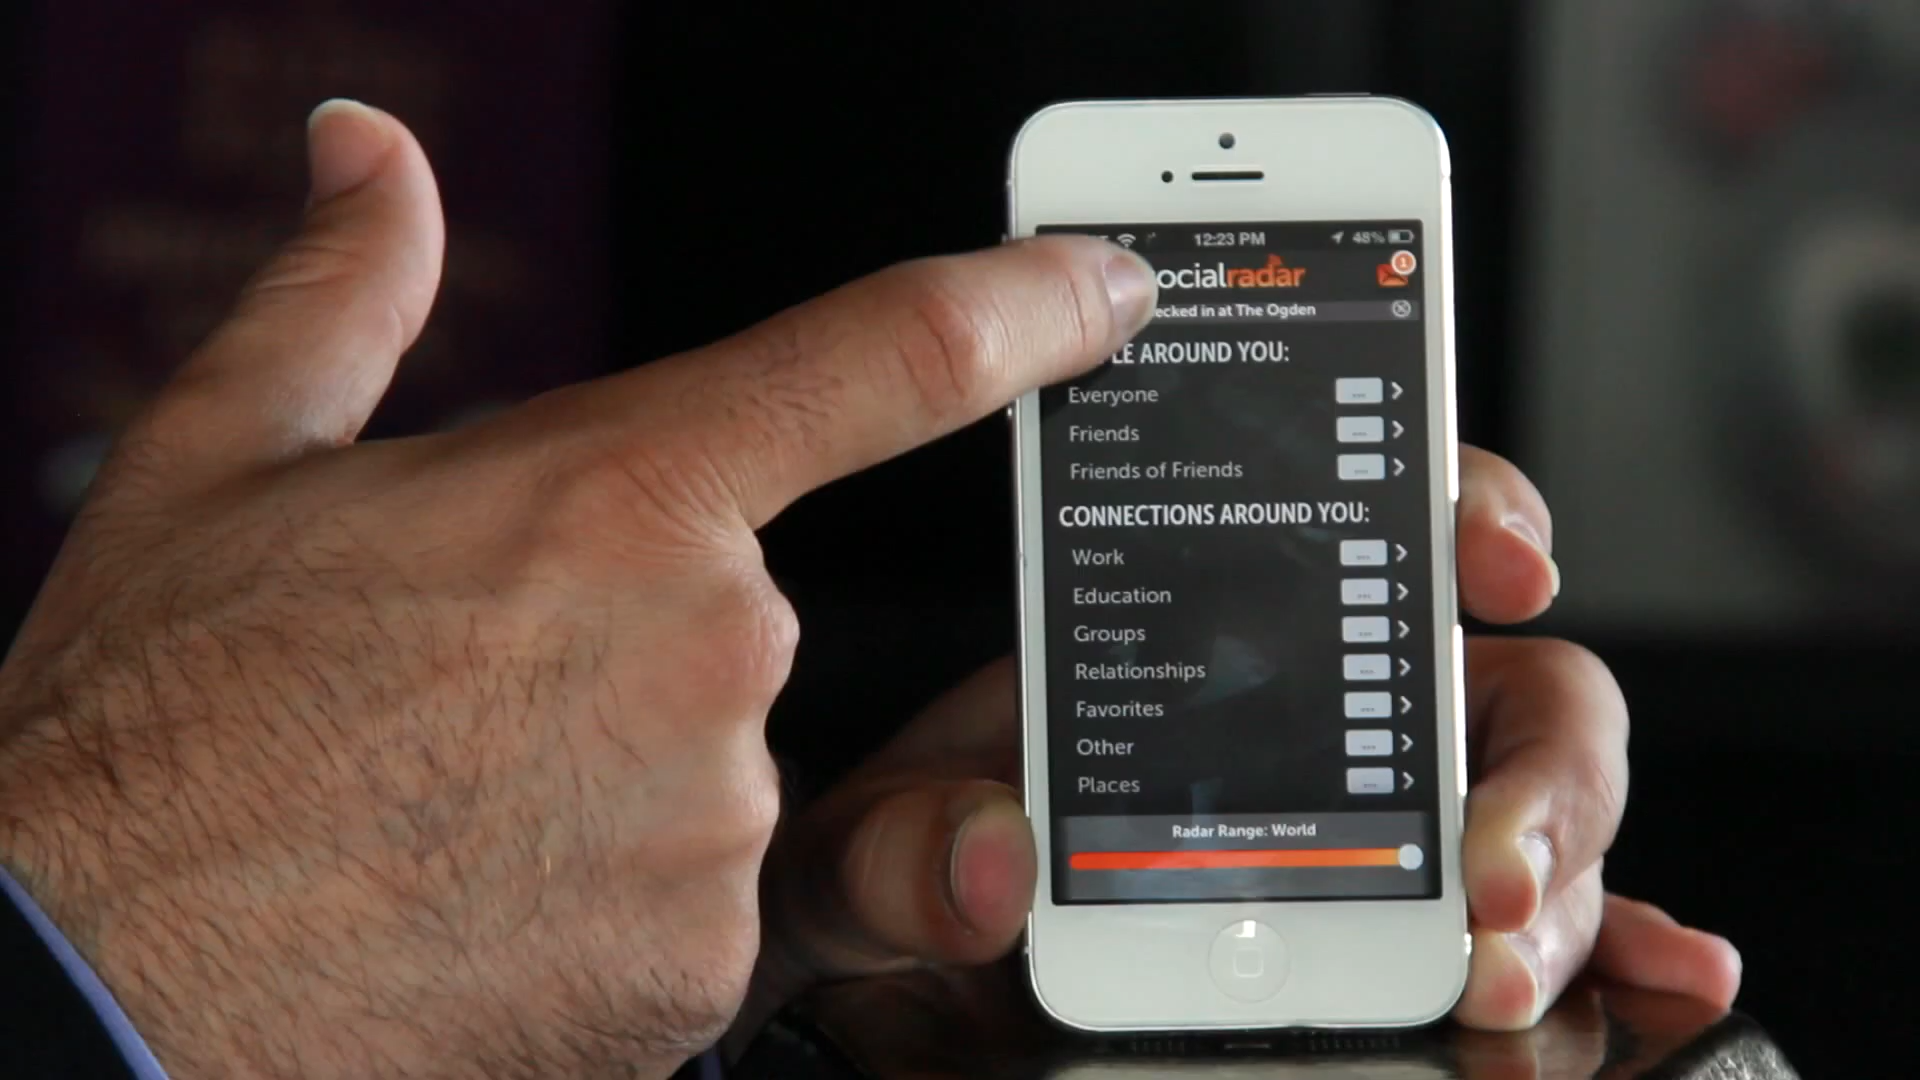 12:23 PM 48%
ocialradar 1
ecked in at The Ogden
LE AROUND YOU:
Everyone ...
Friends ...
Friends of Friends ...
CONNECTIONS AROUND YOU:
Work ...
Education ...
Groups ...
Relationships ...
Favorites ...
Other ...
Places ...
Radar Range: World